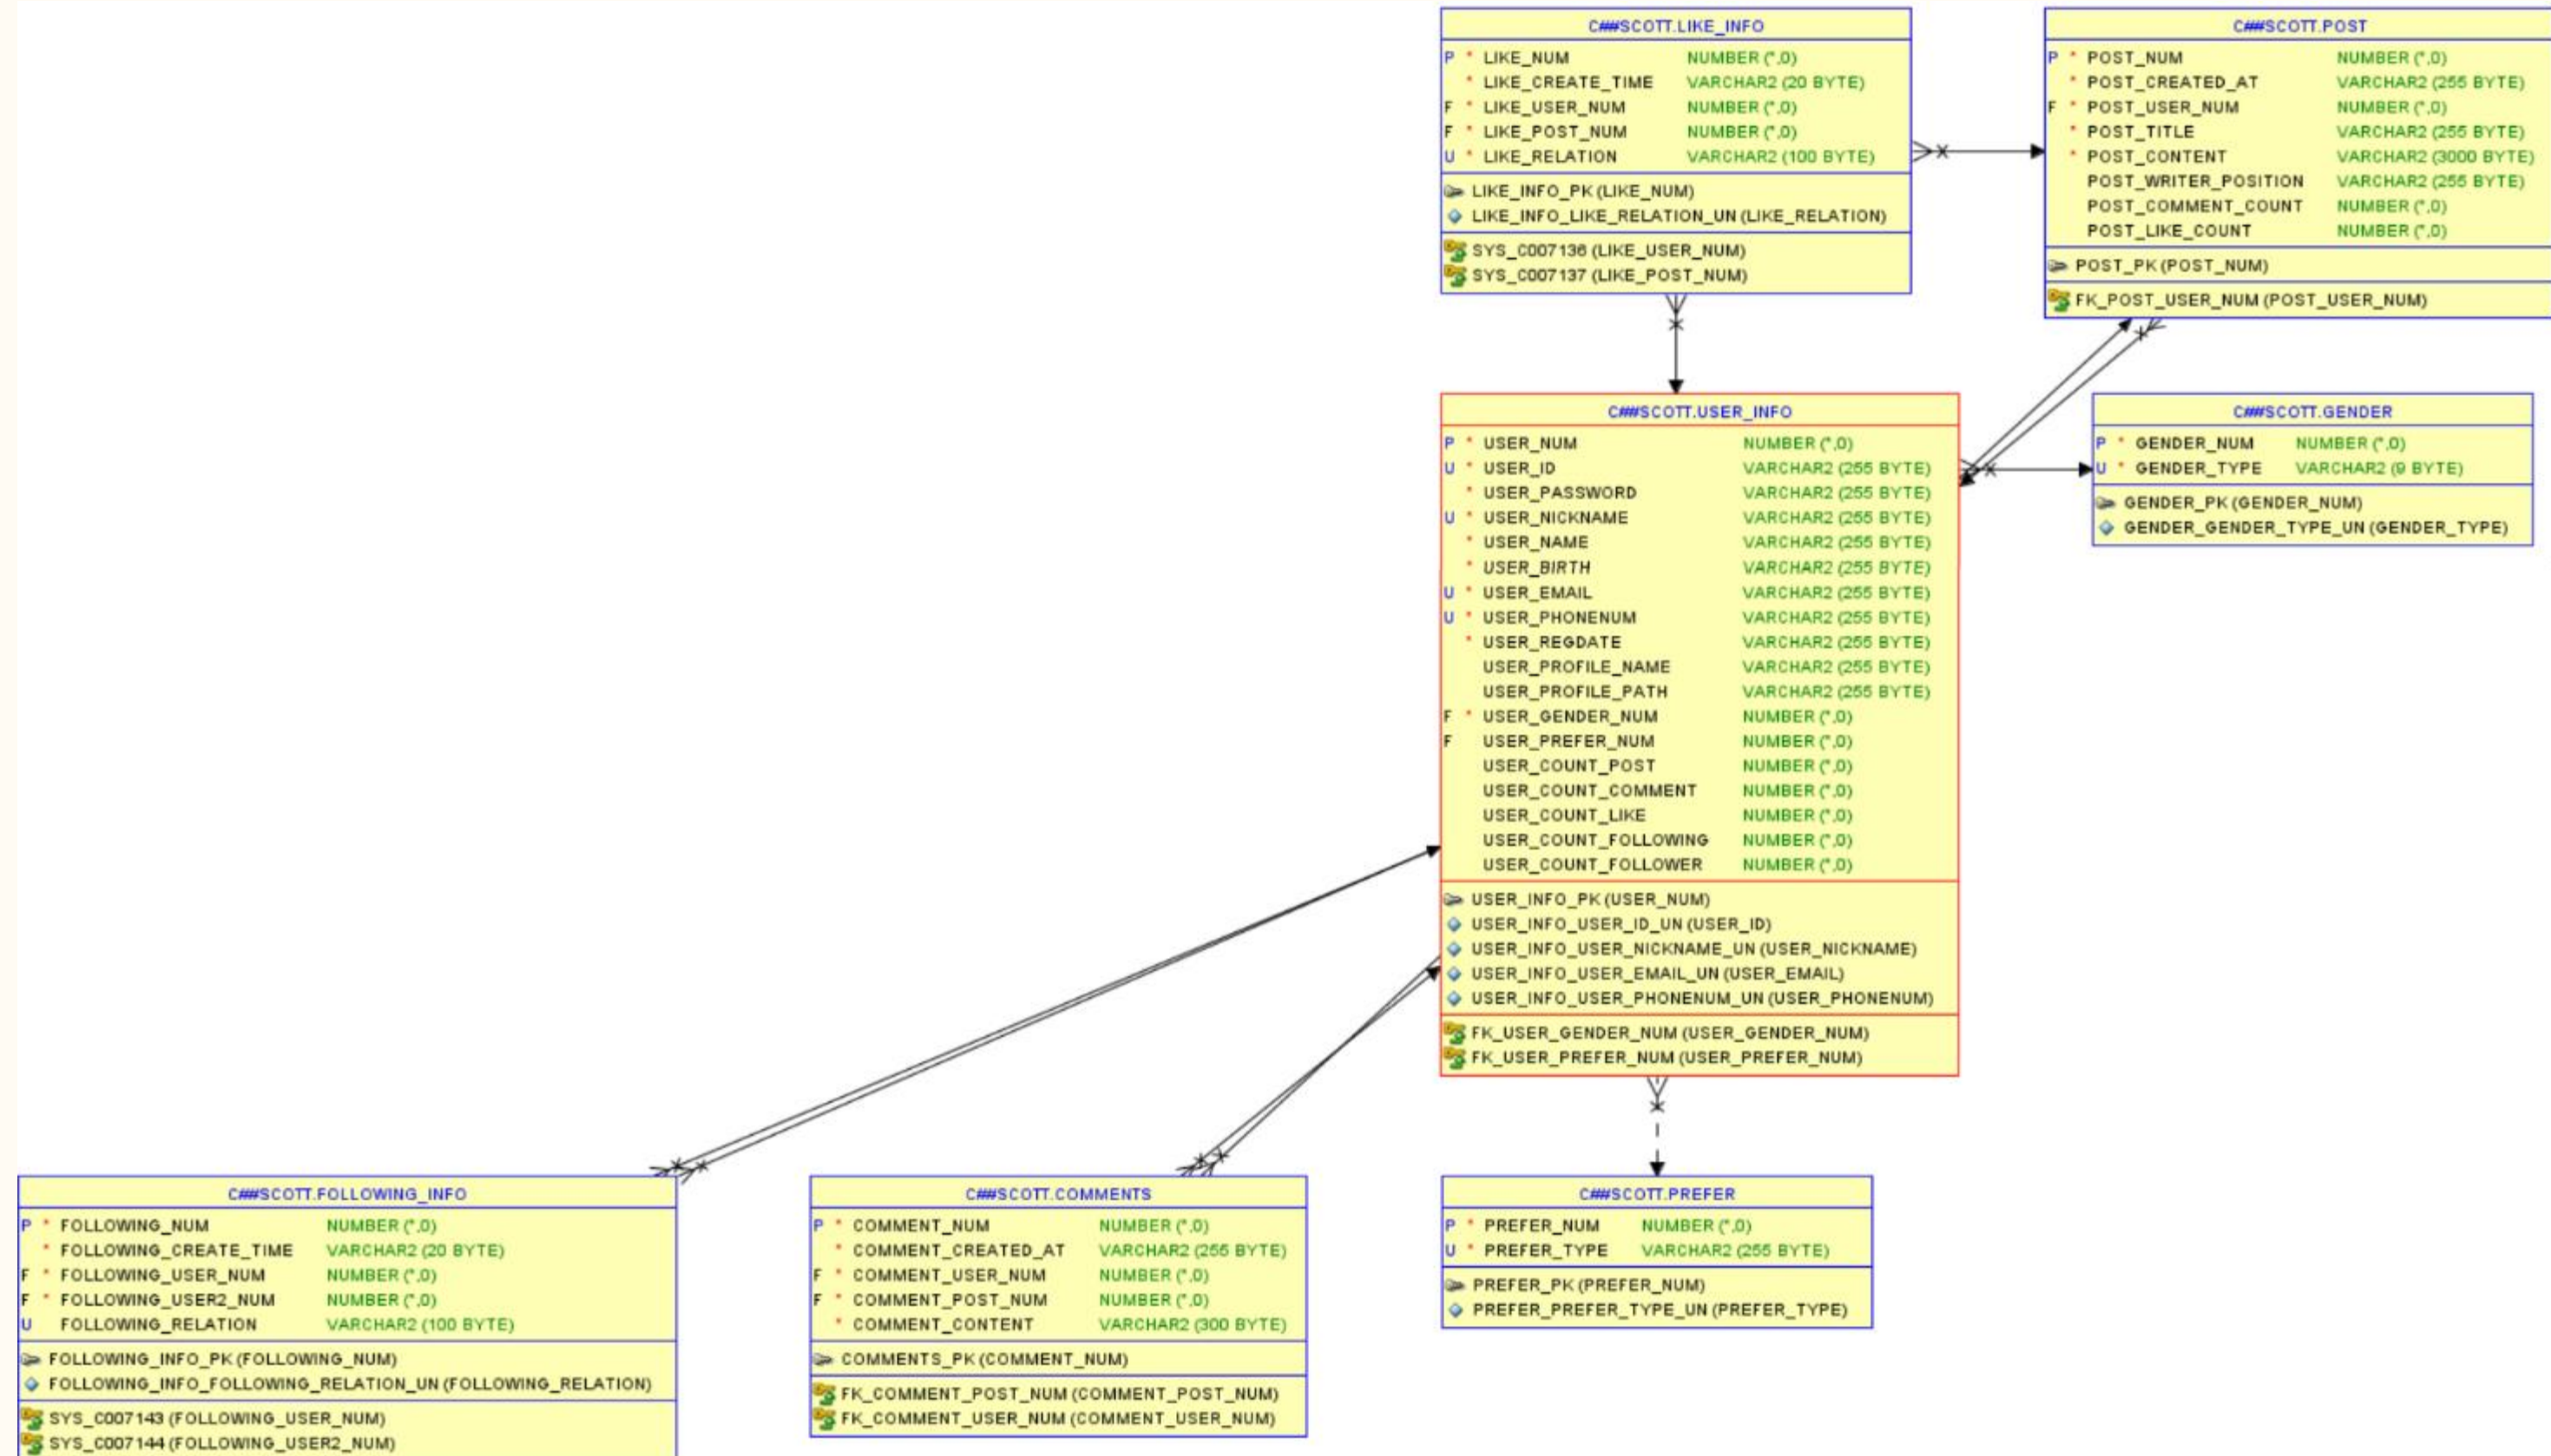 C##SCOTT.LIKE_INFO
P * LIKE_NUM NUMBER (*,0)
* LIKE_CREATE_TIME VARCHAR2 (20 BYTE)
F * LIKE_USER_NUM NUMBER (*,0)
F * LIKE_POST_NUM NUMBER (*,0)
U * LIKE_RELATION VARCHAR2 (100 BYTE)
LIKE_INFO_PK (LIKE_NUM)
LIKE_INFO_LIKE_RELATION_UN (LIKE_RELATION)
SYS_C007136 (LIKE_USER_NUM)
SYS_C007137 (LIKE_POST_NUM)
C##SCOTT.POST
P * POST_NUM NUMBER (*,0)
* POST_CREATED_AT VARCHAR2 (255 BYTE)
F * POST_USER_NUM NUMBER (*,0)
* POST_TITLE VARCHAR2 (255 BYTE)
* POST_CONTENT VARCHAR2 (3000 BYTE)
POST_WRITER_POSITION VARCHAR2 (255 BYTE)
POST_COMMENT_COUNT NUMBER (*,0)
POST_LIKE_COUNT NUMBER (*,0)
POST_PK (POST_NUM)
FK_POST_USER_NUM (POST_USER_NUM)
C##SCOTT.USER_INFO
P * USER_NUM NUMBER (*,0)
U * USER_ID VARCHAR2 (255 BYTE)
* USER_PASSWORD VARCHAR2 (255 BYTE)
U * USER_NICKNAME VARCHAR2 (255 BYTE)
* USER_NAME VARCHAR2 (255 BYTE)
* USER_BIRTH VARCHAR2 (255 BYTE)
U * USER_EMAIL VARCHAR2 (255 BYTE)
U * USER_PHONENUM VARCHAR2 (255 BYTE)
* USER_REGDATE VARCHAR2 (255 BYTE)
USER_PROFILE_NAME VARCHAR2 (255 BYTE)
USER_PROFILE_PATH VARCHAR2 (255 BYTE)
F * USER_GENDER_NUM NUMBER (*,0)
F USER_PREFER_NUM NUMBER (*,0)
USER_COUNT_POST NUMBER (*,0)
USER_COUNT_COMMENT NUMBER (*,0)
USER_COUNT_LIKE NUMBER (*,0)
USER_COUNT_FOLLOWING NUMBER (*,0)
USER_COUNT_FOLLOWER NUMBER (*,0)
USER_INFO_PK (USER_NUM)
USER_INFO_USER_ID_UN (USER_ID)
USER_INFO_USER_NICKNAME_UN (USER_NICKNAME)
USER_INFO_USER_EMAIL_UN (USER_EMAIL)
USER_INFO_USER_PHONENUM_UN (USER_PHONENUM)
FK_USER_GENDER_NUM (USER_GENDER_NUM)
FK_USER_PREFER_NUM (USER_PREFER_NUM)
C##SCOTT.GENDER
P * GENDER_NUM NUMBER (*,0)
U * GENDER_TYPE VARCHAR2 (9 BYTE)
GENDER_PK (GENDER_NUM)
GENDER_GENDER_TYPE_UN (GENDER_TYPE)
C##SCOTT.FOLLOWING_INFO
P * FOLLOWING_NUM NUMBER (*,0)
* FOLLOWING_CREATE_TIME VARCHAR2 (20 BYTE)
F * FOLLOWING_USER_NUM NUMBER (*,0)
F * FOLLOWING_USER2_NUM NUMBER (*,0)
U FOLLOWING_RELATION VARCHAR2 (100 BYTE)
FOLLOWING_INFO_PK (FOLLOWING_NUM)
FOLLOWING_INFO_FOLLOWING_RELATION_UN (FOLLOWING_RELATION)
SYS_C007143 (FOLLOWING_USER_NUM)
SYS_C007144 (FOLLOWING_USER2_NUM)
C##SCOTT.COMMENTS
P * COMMENT_NUM NUMBER (*,0)
* COMMENT_CREATED_AT VARCHAR2 (255 BYTE)
F * COMMENT_USER_NUM NUMBER (*,0)
F * COMMENT_POST_NUM NUMBER (*,0)
* COMMENT_CONTENT VARCHAR2 (300 BYTE)
COMMENTS_PK (COMMENT_NUM)
FK_COMMENT_POST_NUM (COMMENT_POST_NUM)
FK_COMMENT_USER_NUM (COMMENT_USER_NUM)
C##SCOTT.PREFER
P * PREFER_NUM NUMBER (*,0)
U * PREFER_TYPE VARCHAR2 (255 BYTE)
PREFER_PK (PREFER_NUM)
PREFER_PREFER_TYPE_UN (PREFER_TYPE)